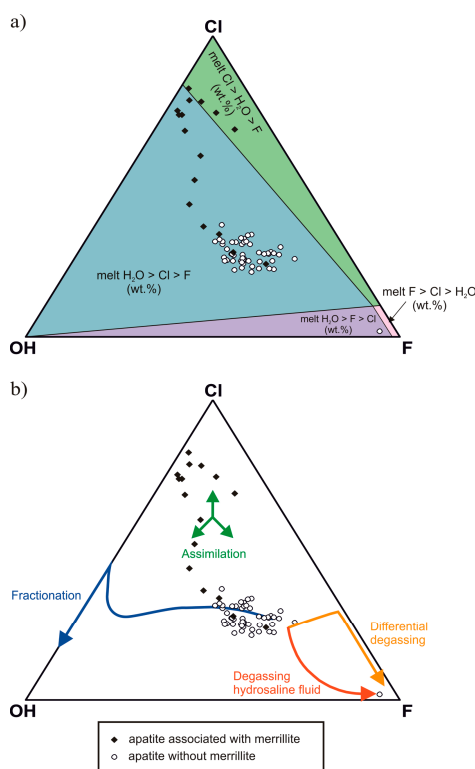 a)
Cl
melt Cl > H₂O > F
(wt.%)
melt H₂O > Cl > F
(wt.%)
melt F > Cl > H₂O
(wt.%)
melt H₂O > F > Cl
(wt.%)
OH
F
b)
Cl
Assimilation
Fractionation
Differential
degassing
Degassing
hydrosaline fluid
OH
F
apatite associated with merrillite
apatite without merrillite